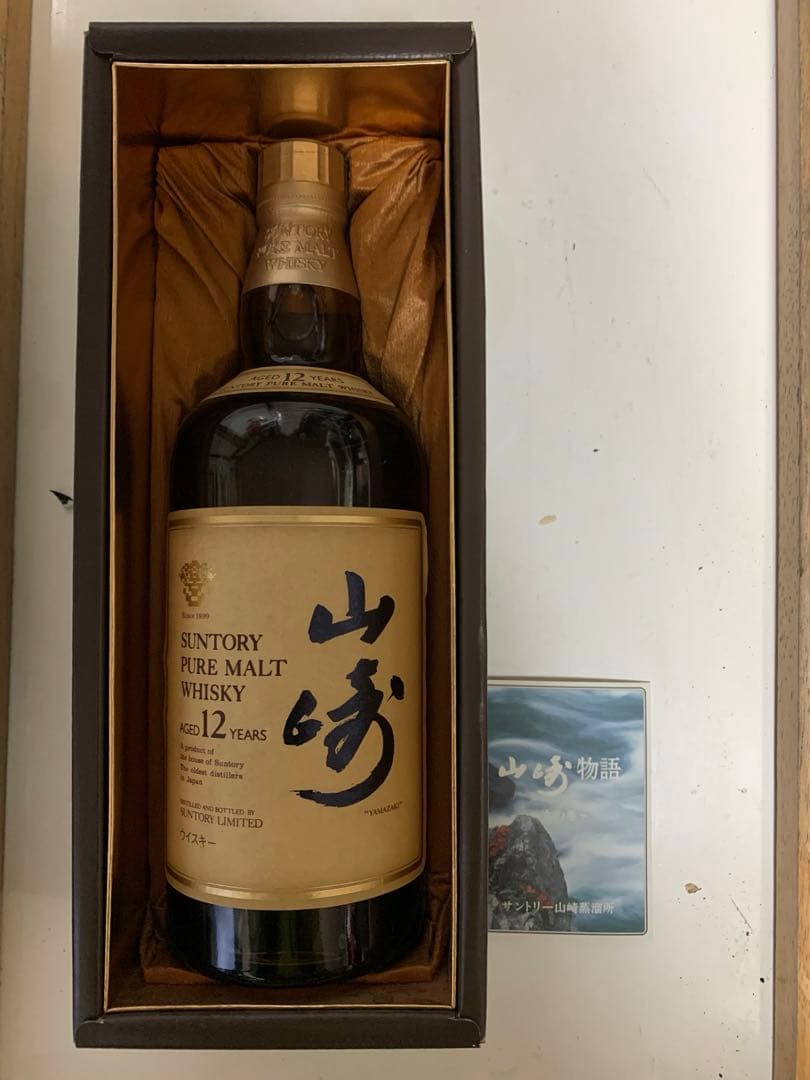 SUNTORY
PURE MALT
WHISKY
AGED 12 YEARS
SUNTORY PURE MALT WHISKY
Since 1899
SUNTORY
PURE MALT
WHISKY
AGED 12 YEARS
A product of
the house of Suntory
The oldest distillers
in Japan
DISTILLED AND BOTTLED BY
SUNTORY LIMITED
ウイスキー
山崎
"YAMAZAKI"
山崎物語
サントリー山崎蒸溜所